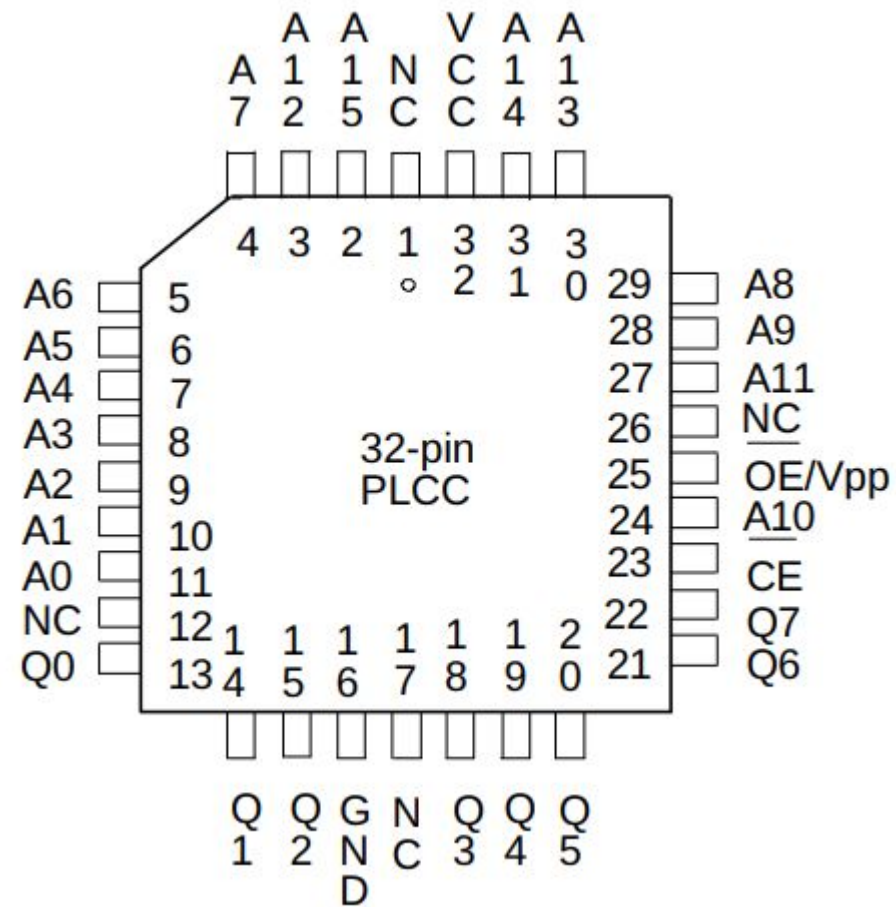 A7 A12 A15 NC VCC A14 A13
4 3 2 1 32 31 30
A6 5 29 A8
A5 6 28 A9
A4 7 27 A11
A3 8 26 NC
A2 9 32-pin PLCC 25 O̅E̅/Vpp
A1 10 24 A10
A0 11 23 C̅E̅
NC 12 22 Q7
Q0 13 21 Q6
14 15 16 17 18 19 20
Q1 Q2 GND NC Q3 Q4 Q5